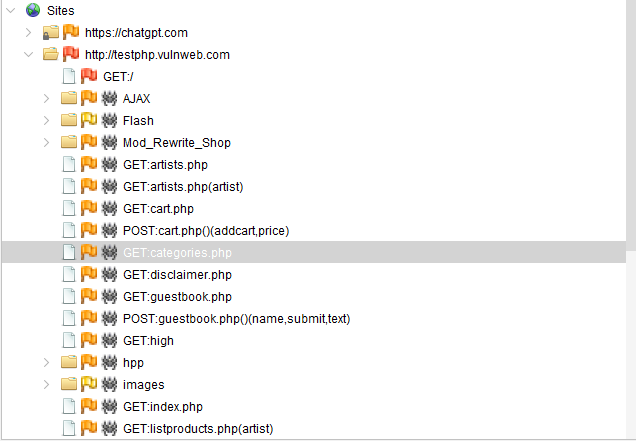 Sites
https://chatgpt.com
http://testphp.vulnweb.com
GET:/
AJAX
Flash
Mod_Rewrite_Shop
GET:artists.php
GET:artists.php(artist)
GET:cart.php
POST:cart.php()(addcart,price)
GET:categories.php
GET:disclaimer.php
GET:guestbook.php
POST:guestbook.php()(name,submit,text)
GET:high
hpp
images
GET:index.php
GET:listproducts.php(artist)